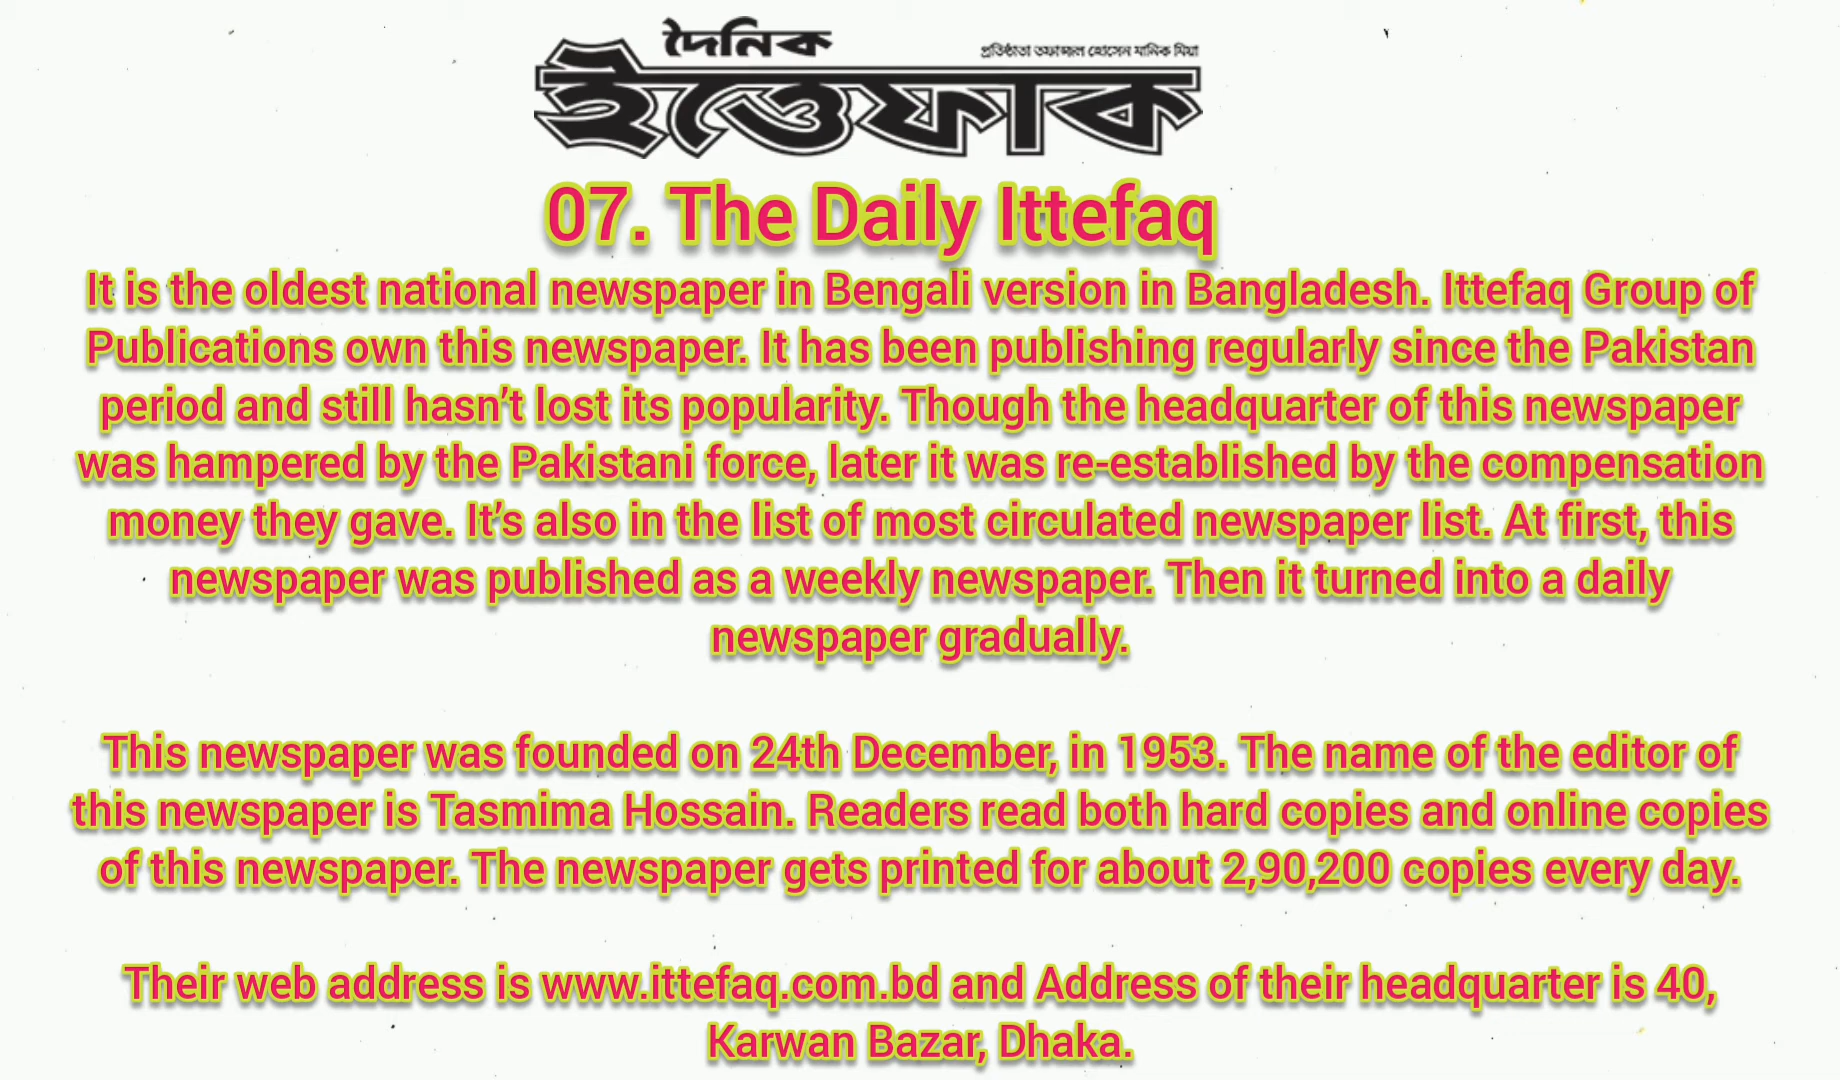 দৈনিক
প্রতিষ্ঠাতা তফাজ্জল হোসেন মানিক মিয়া
ইত্তেফাক
07. The Daily Ittefaq
It is the oldest national newspaper in Bengali version in Bangladesh. Ittefaq Group of
Publications own this newspaper. It has been publishing regularly since the Pakistan
period and still hasn’t lost its popularity. Though the headquarter of this newspaper
was hampered by the Pakistani force, later it was re-established by the compensation
money they gave. It’s also in the list of most circulated newspaper list. At first, this
newspaper was published as a weekly newspaper. Then it turned into a daily
newspaper gradually.
This newspaper was founded on 24th December, in 1953. The name of the editor of
this newspaper is Tasmima Hossain. Readers read both hard copies and online copies
of this newspaper. The newspaper gets printed for about 2,90,200 copies every day.
Their web address is www.ittefaq.com.bd and Address of their headquarter is 40,
Karwan Bazar, Dhaka.